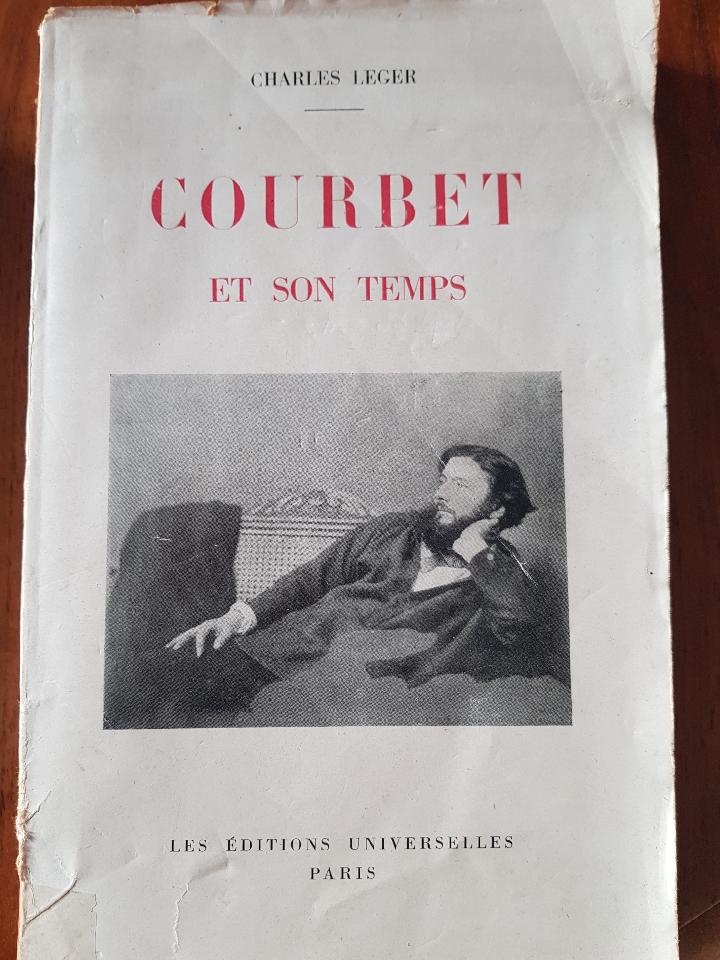 CHARLES LEGER
COURBET
ET SON TEMPS
LES ÉDITIONS UNIVERSELLES
PARIS